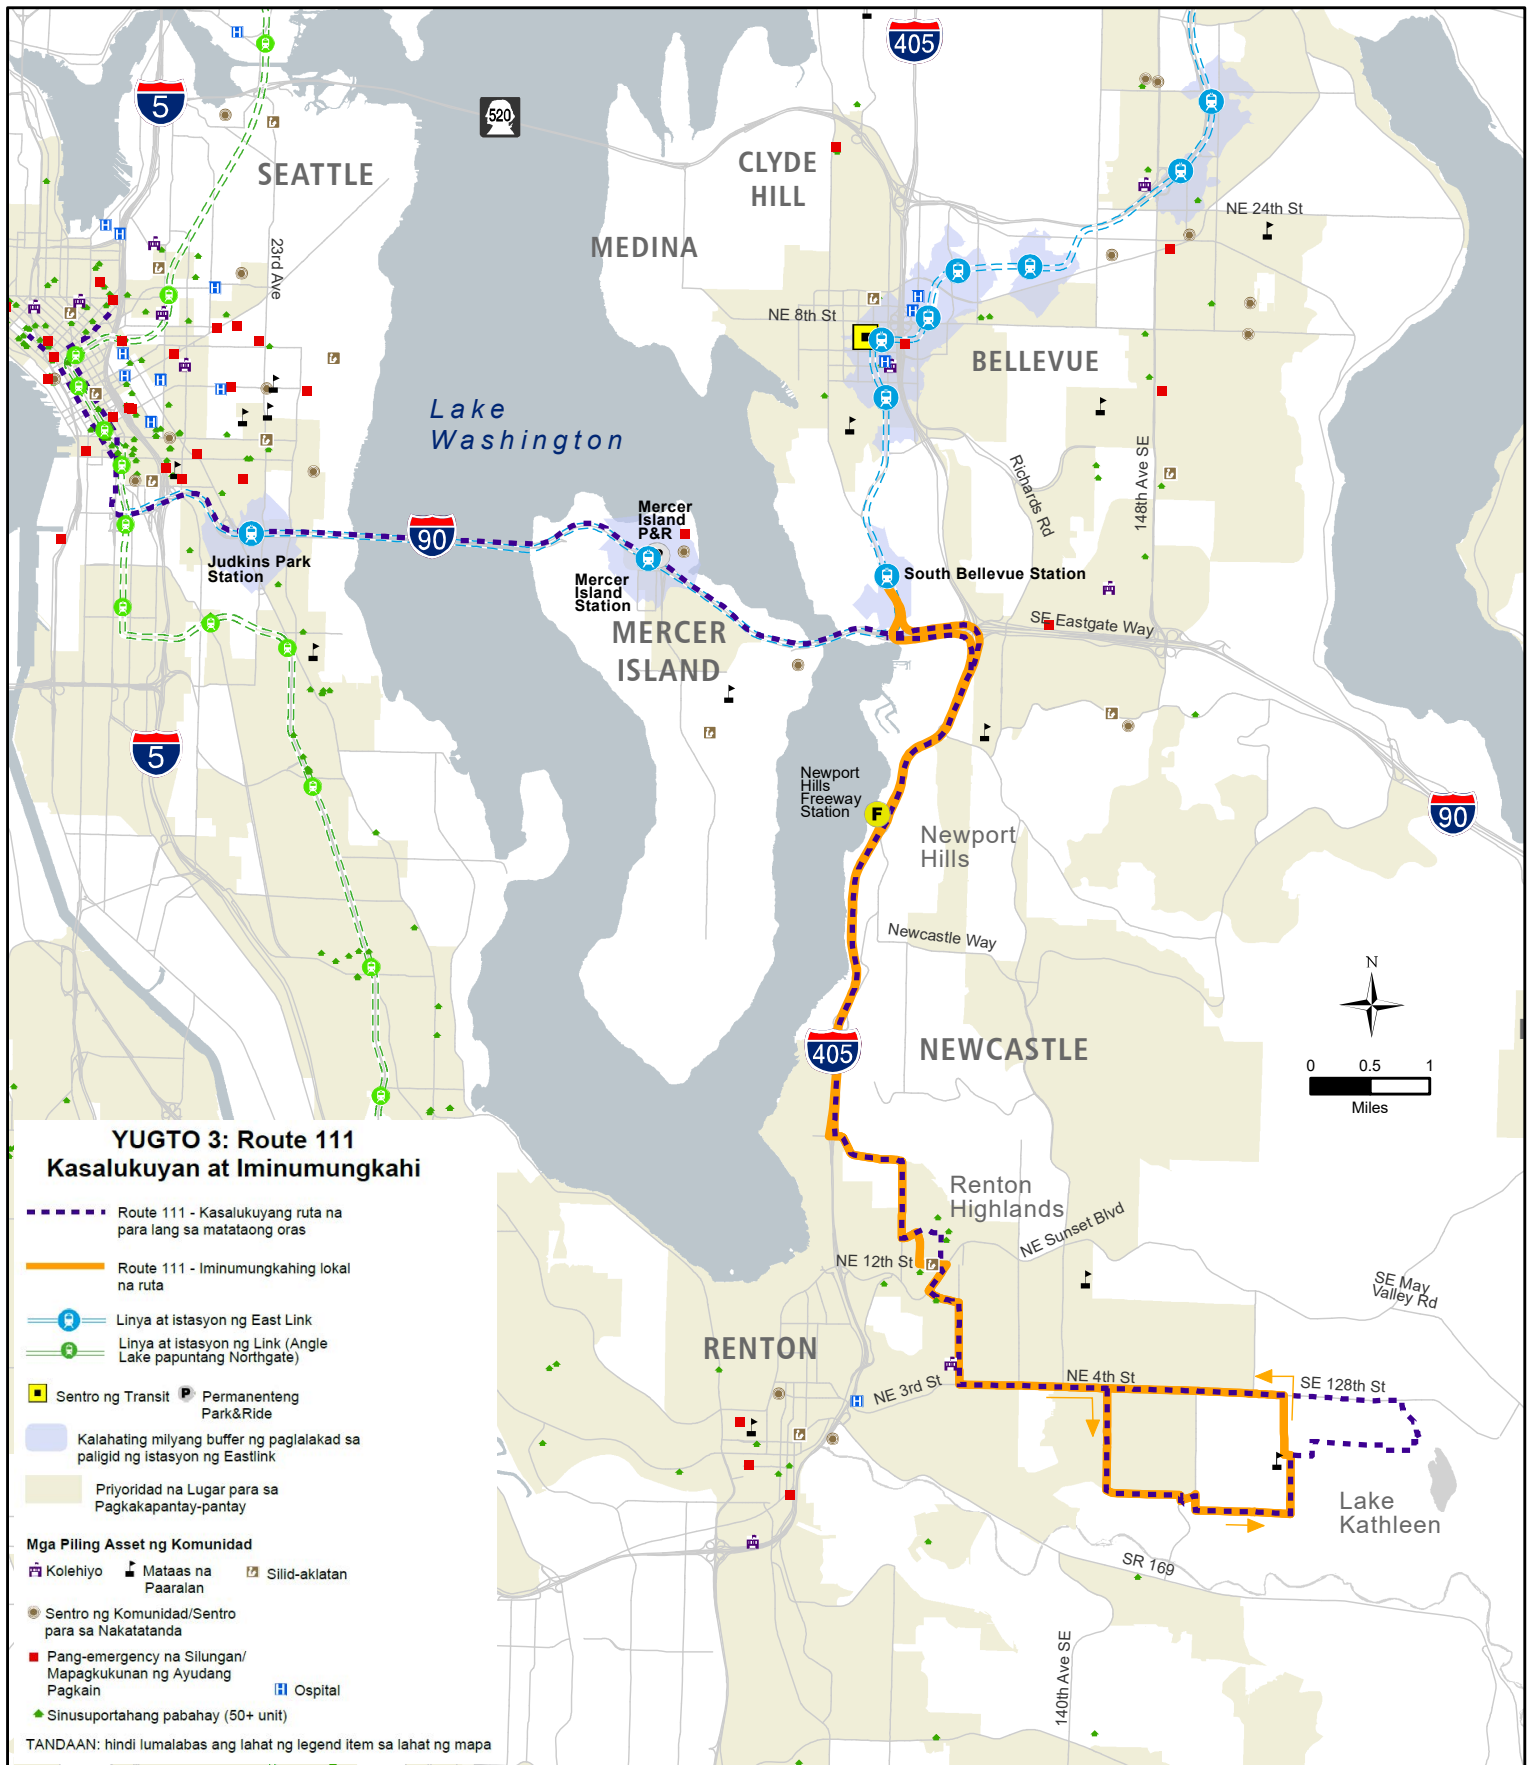 405
5
520
SEATTLE
CLYDE
HILL
MEDINA
NE 24th St
23rd Ave
NE 8th St
BELLEVUE
Lake
Washington
Richards Rd
148th Ave SE
Mercer
Island
P&R
90
Judkins Park
Station
Mercer
Island
Station
South Bellevue Station
SE Eastgate Way
MERCER
ISLAND
5
Newport
Hills
Freeway
Station
F
90
Newport
Hills
Newcastle Way
N
405
NEWCASTLE
0 0.5 1
Miles
Renton
Highlands
NE Sunset Blvd
NE 12th St
SE May
Valley Rd
RENTON
NE 3rd St
NE 4th St
SE 128th St
Lake
Kathleen
SR 169
140th Ave SE
YUGTO 3: Route 111
Kasalukuyan at Iminumungkahi
Route 111 - Kasalukuyang ruta na
para lang sa matataong oras
Route 111 - Iminumungkahing lokal
na ruta
Linya at istasyon ng East Link
Linya at istasyon ng Link (Angle
Lake papuntang Northgate)
Sentro ng Transit P Permanenteng
Park&Ride
Kalahating milyang buffer ng paglalakad sa
paligid ng istasyon ng Eastlink
Priyoridad na Lugar para sa
Pagkakapantay-pantay
Mga Piling Asset ng Komunidad
Kolehiyo Mataas na Silid-aklatan
Paaralan
Sentro ng Komunidad/Sentro
para sa Nakatatanda
Pang-emergency na Silungan/
Mapagkukunan ng Ayudang
Pagkain H Ospital
Sinusuportahang pabahay (50+ unit)
TANDAAN: hindi lumalabas ang lahat ng legend item sa lahat ng mapa